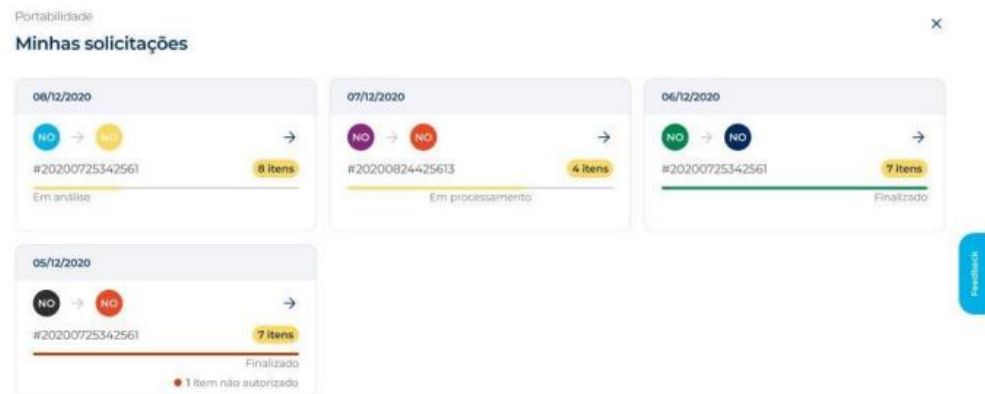 Portabilidade
Minhas solicitações
08/12/2020
NO → NO →
#20200725342561 8 itens
Em análise
07/12/2020
NO → NO →
#20200824425613 4 itens
Em processamento
06/12/2020
NO → NO →
#20200725342561 7 itens
Finalizado
05/12/2020
NO → NO →
#20200725342561 7 itens
Finalizado
1 item não autorizado
Feedback